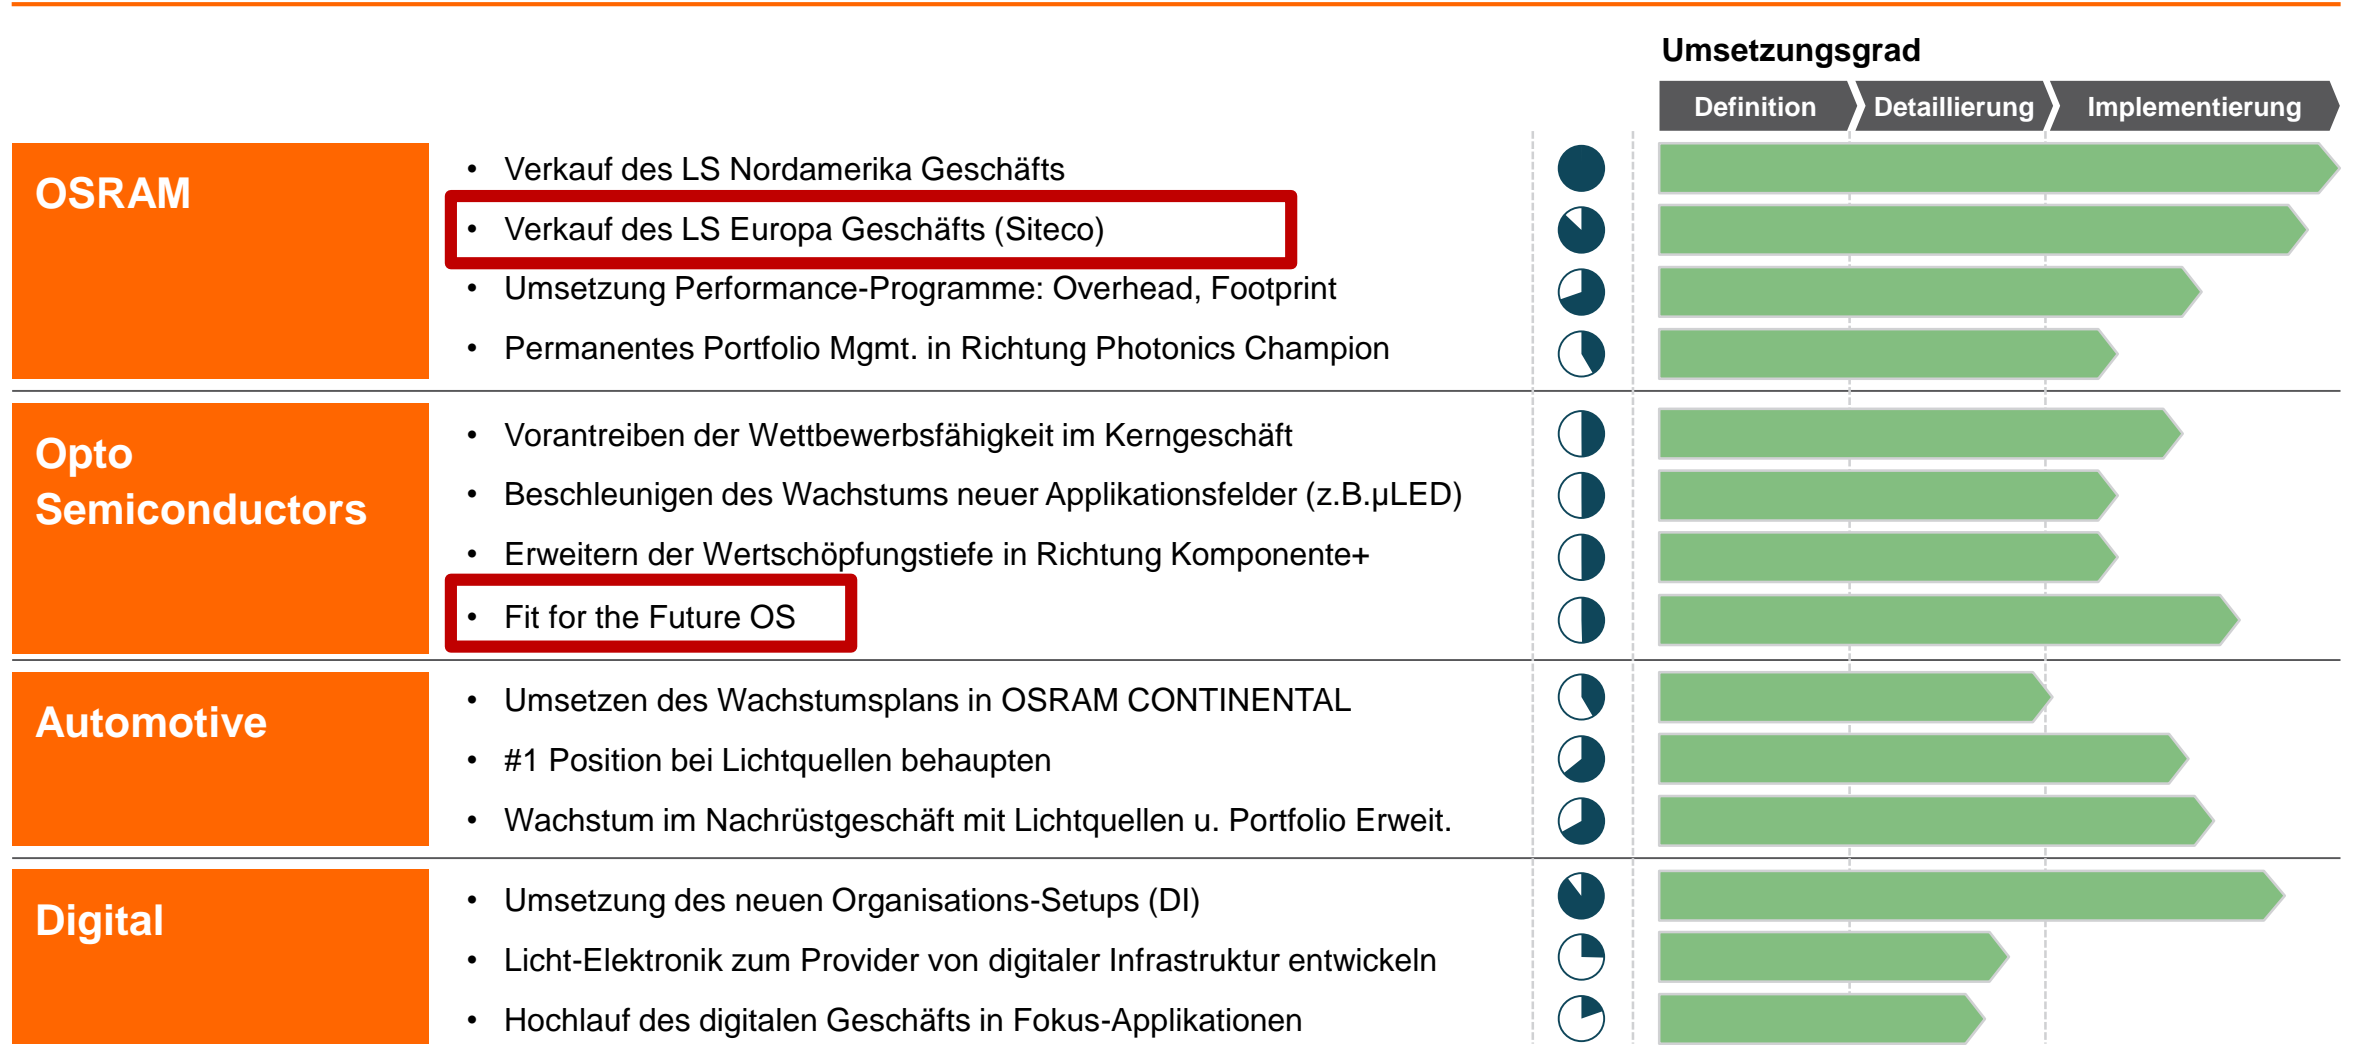 Umsetzungsgrad
Definition Detaillierung Implementierung
OSRAM
• Verkauf des LS Nordamerika Geschäfts
• Verkauf des LS Europa Geschäfts (Siteco)
• Umsetzung Performance-Programme: Overhead, Footprint
• Permanentes Portfolio Mgmt. in Richtung Photonics Champion
Opto
Semiconductors
• Vorantreiben der Wettbewerbsfähigkeit im Kerngeschäft
• Beschleunigen des Wachstums neuer Applikationsfelder (z.B.µLED)
• Erweitern der Wertschöpfungstiefe in Richtung Komponente+
• Fit for the Future OS
Automotive
• Umsetzen des Wachstumsplans in OSRAM CONTINENTAL
• #1 Position bei Lichtquellen behaupten
• Wachstum im Nachrüstgeschäft mit Lichtquellen u. Portfolio Erweit.
Digital
• Umsetzung des neuen Organisations-Setups (DI)
• Licht-Elektronik zum Provider von digitaler Infrastruktur entwickeln
• Hochlauf des digitalen Geschäfts in Fokus-Applikationen